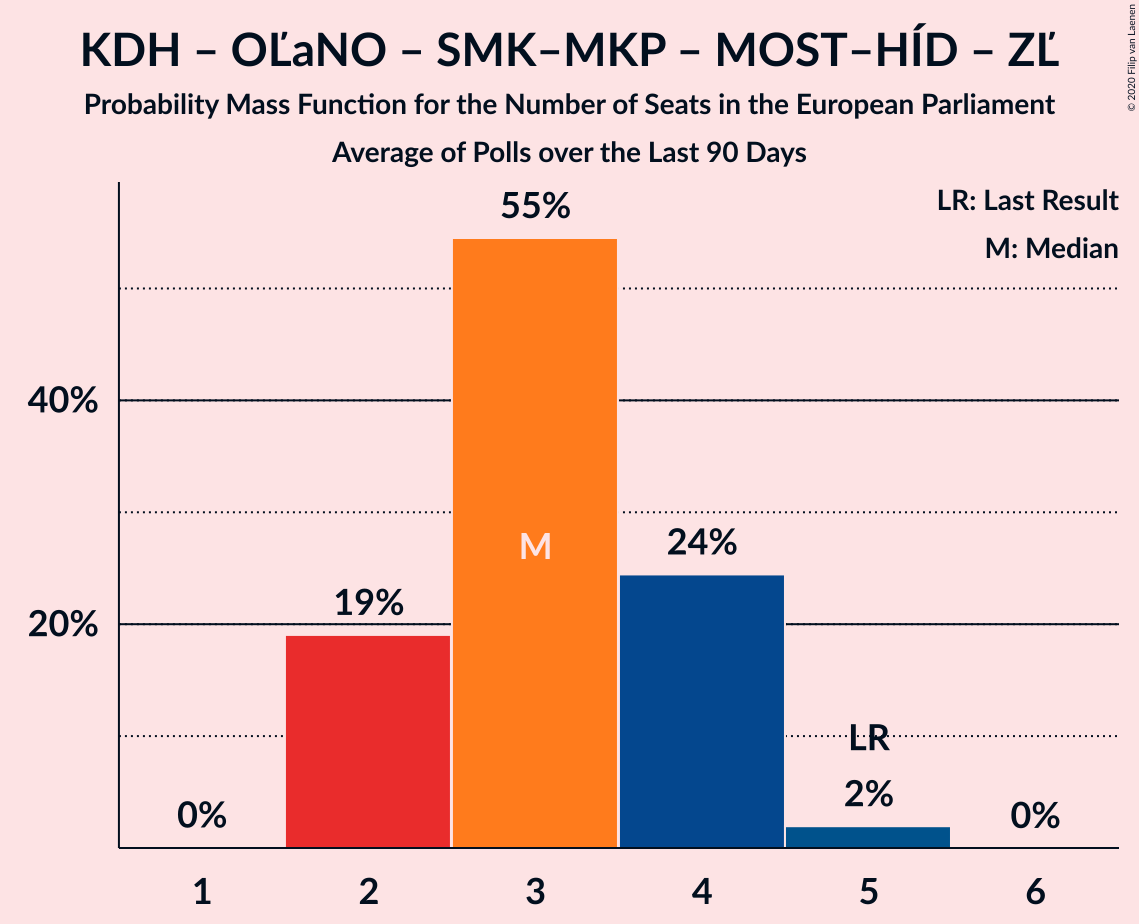 KDH – OĽaNO – SMK–MKP – MOST–HÍD – ZĽ
Probability Mass Function for the Number of Seats in the European Parliament
Average of Polls over the Last 90 Days
© 2020 Filip van Laenen
LR: Last Result
M: Median
55%
40%
M
24%
19%
20%
LR
2%
0%
0%
1 2 3 4 5 6